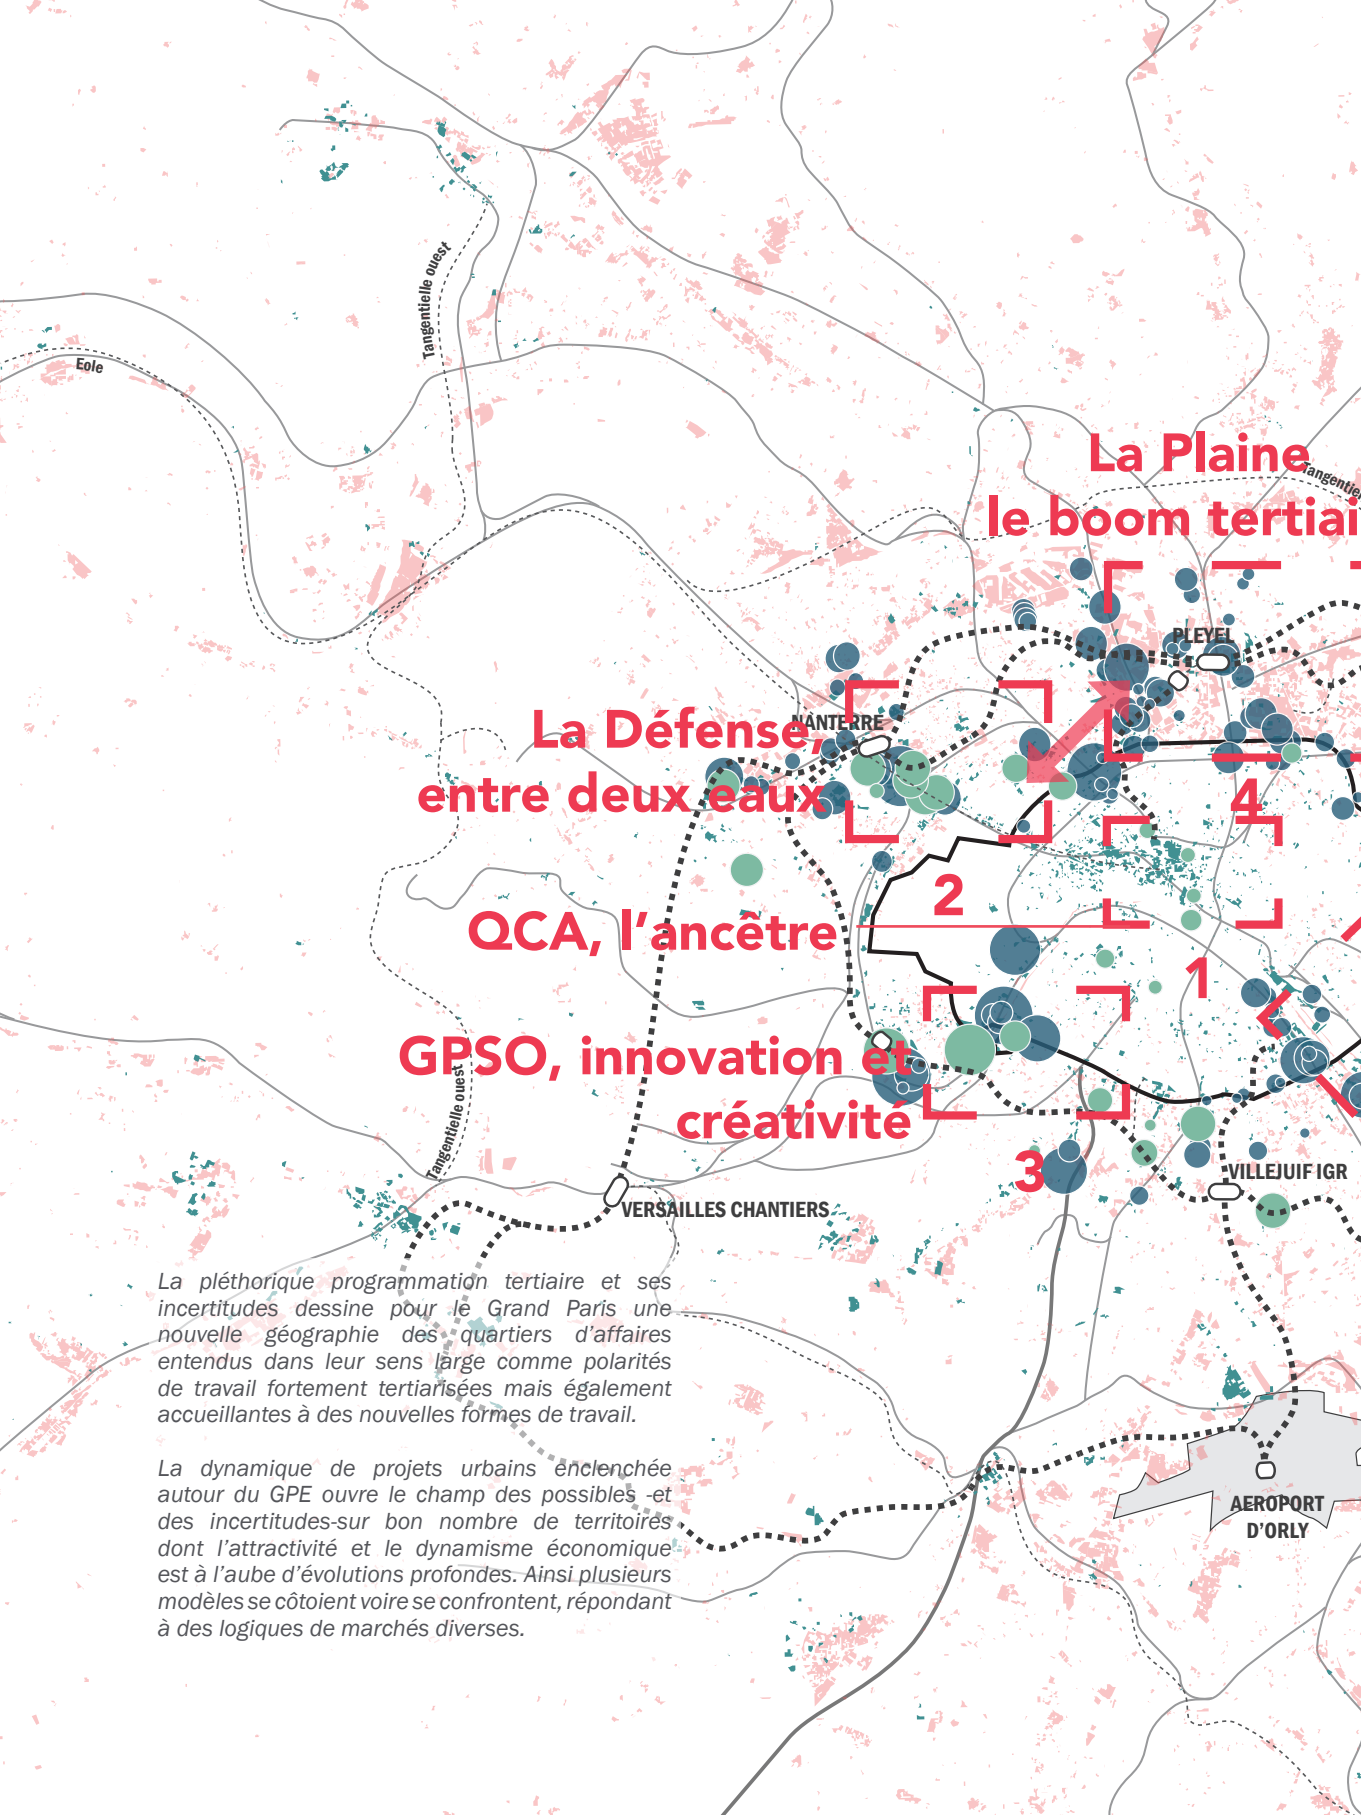 Tangentielle ouest
Eole
La Plaine
le boom tertiai
Tangentie
PLEYEL
La Défense,
entre deux eaux
NANTERRE
4
2
QCA, l'ancêtre
1
GPSO, innovation et
créativité
Tangentielle ouest
3
VILLEJUIF IGR
VERSAILLES CHANTIERS
La pléthorique programmation tertiaire et ses
incertitudes dessine pour le Grand Paris une
nouvelle géographie des quartiers d'affaires
entendus dans leur sens large comme polarités
de travail fortement tertiarisées mais également
accueillantes à des nouvelles formes de travail.
La dynamique de projets urbains enclenchée
autour du GPE ouvre le champ des possibles -et
des incertitudes-sur bon nombre de territoires
dont l'attractivité et le dynamisme économique
est à l'aube d'évolutions profondes. Ainsi plusieurs
modèles se côtoient voire se confrontent, répondant
à des logiques de marchés diverses.
AEROPORT
D'ORLY